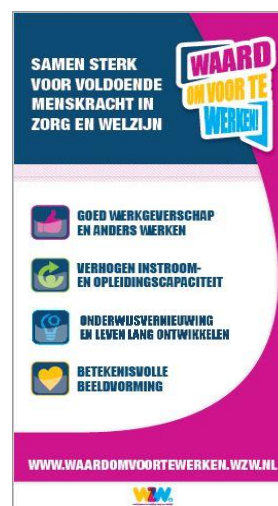 SAMEN STERK
VOOR VOLDOENDE
MENSKRACHT IN
ZORG EN WELZIJN
WAARD
OM VOOR TE
WERKEN!
GOED WERKGEVERSCHAP
EN ANDERS WERKEN
VERHOGEN INSTROOM-
EN OPLEIDINGSCAPACITEIT
ONDERWIJSVERNIEUWING
EN LEVEN LANG ONTWIKKELEN
BETEKENISVOLLE
BEELDVORMING
WWW.WAARDOMVOORTEWERKEN.WZW.NL
WZW